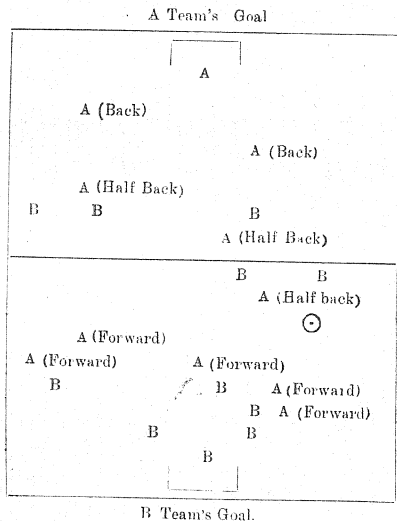 A Team's Goal
A
A (Back)
A (Back)
A (Half Back)
B B B
A (Half Back)
B B
A (Half back)
A (Forward)
A (Forward) A (Forward)
B B A (Forward)
B A (Forward)
B B
B
B Team's Goal.